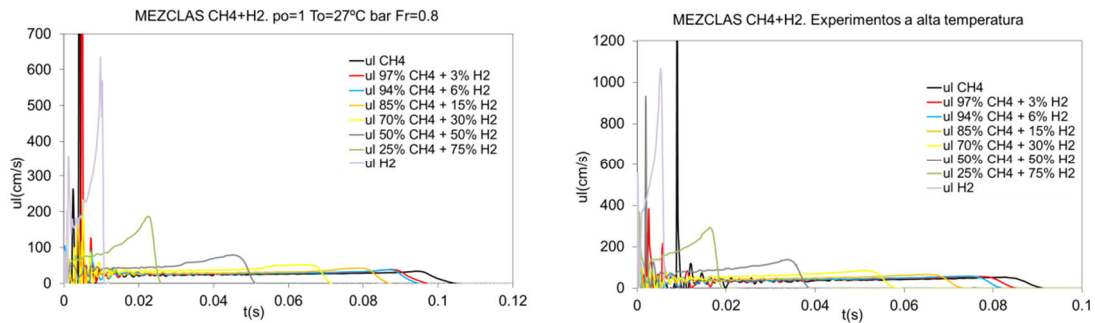 MEZCLAS CH4+H2. po=1 To=27ºC bar Fr=0.8
700
600
500
400
300
200
100
0
ul(cm/s)
0
0.02
0.04
0.06
0.08
0.1
0.12
t(s)
ul CH4
ul 97% CH4 + 3% H2
ul 94% CH4 + 6% H2
ul 85% CH4 + 15% H2
ul 70% CH4 + 30% H2
ul 50% CH4 + 50% H2
ul 25% CH4 + 75% H2
ul H2
MEZCLAS CH4+H2. Experimentos a alta temperatura
1200
1000
800
600
400
200
0
ul(cm/s)
0
0.02
0.04
0.06
0.08
0.1
t(s)
ul CH4
ul 97% CH4 + 3% H2
ul 94% CH4 + 6% H2
ul 85% CH4 + 15% H2
ul 70% CH4 + 30% H2
ul 50% CH4 + 50% H2
ul 25% CH4 + 75% H2
ul H2